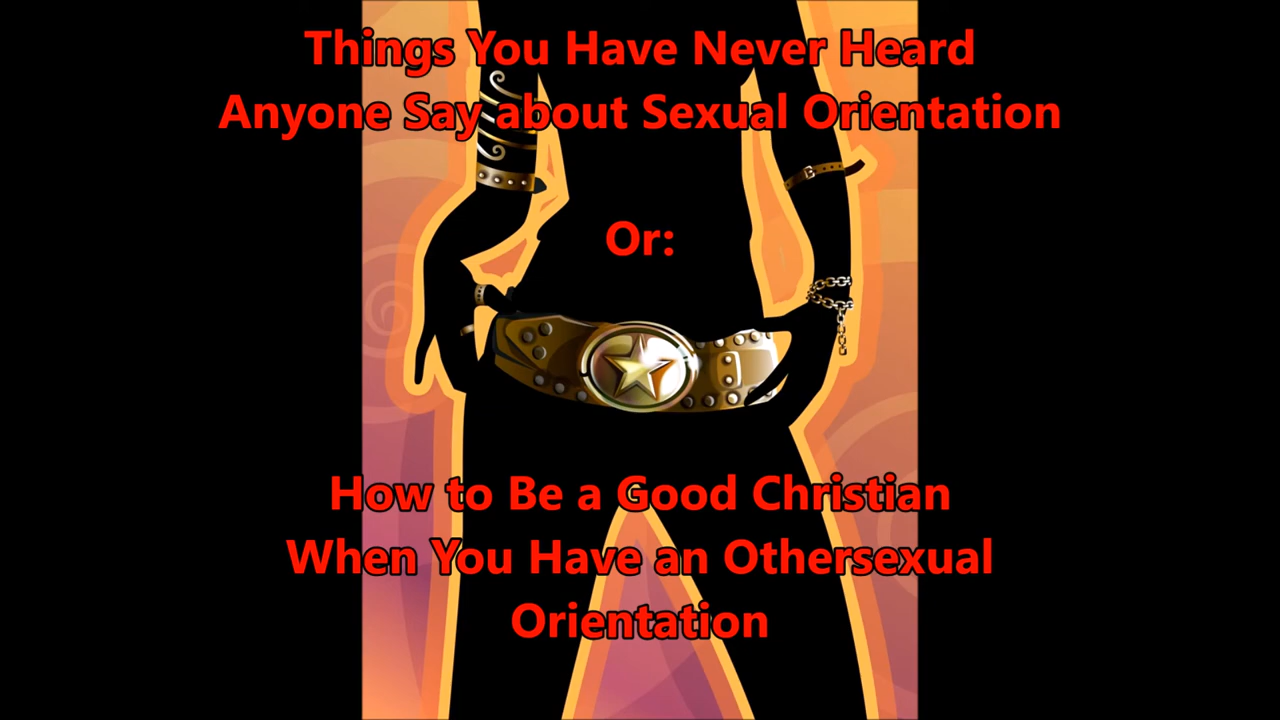 Things You Have Never Heard
Anyone Say about Sexual Orientation
Or:
How to Be a Good Christian
When You Have an Othersexual
Orientation